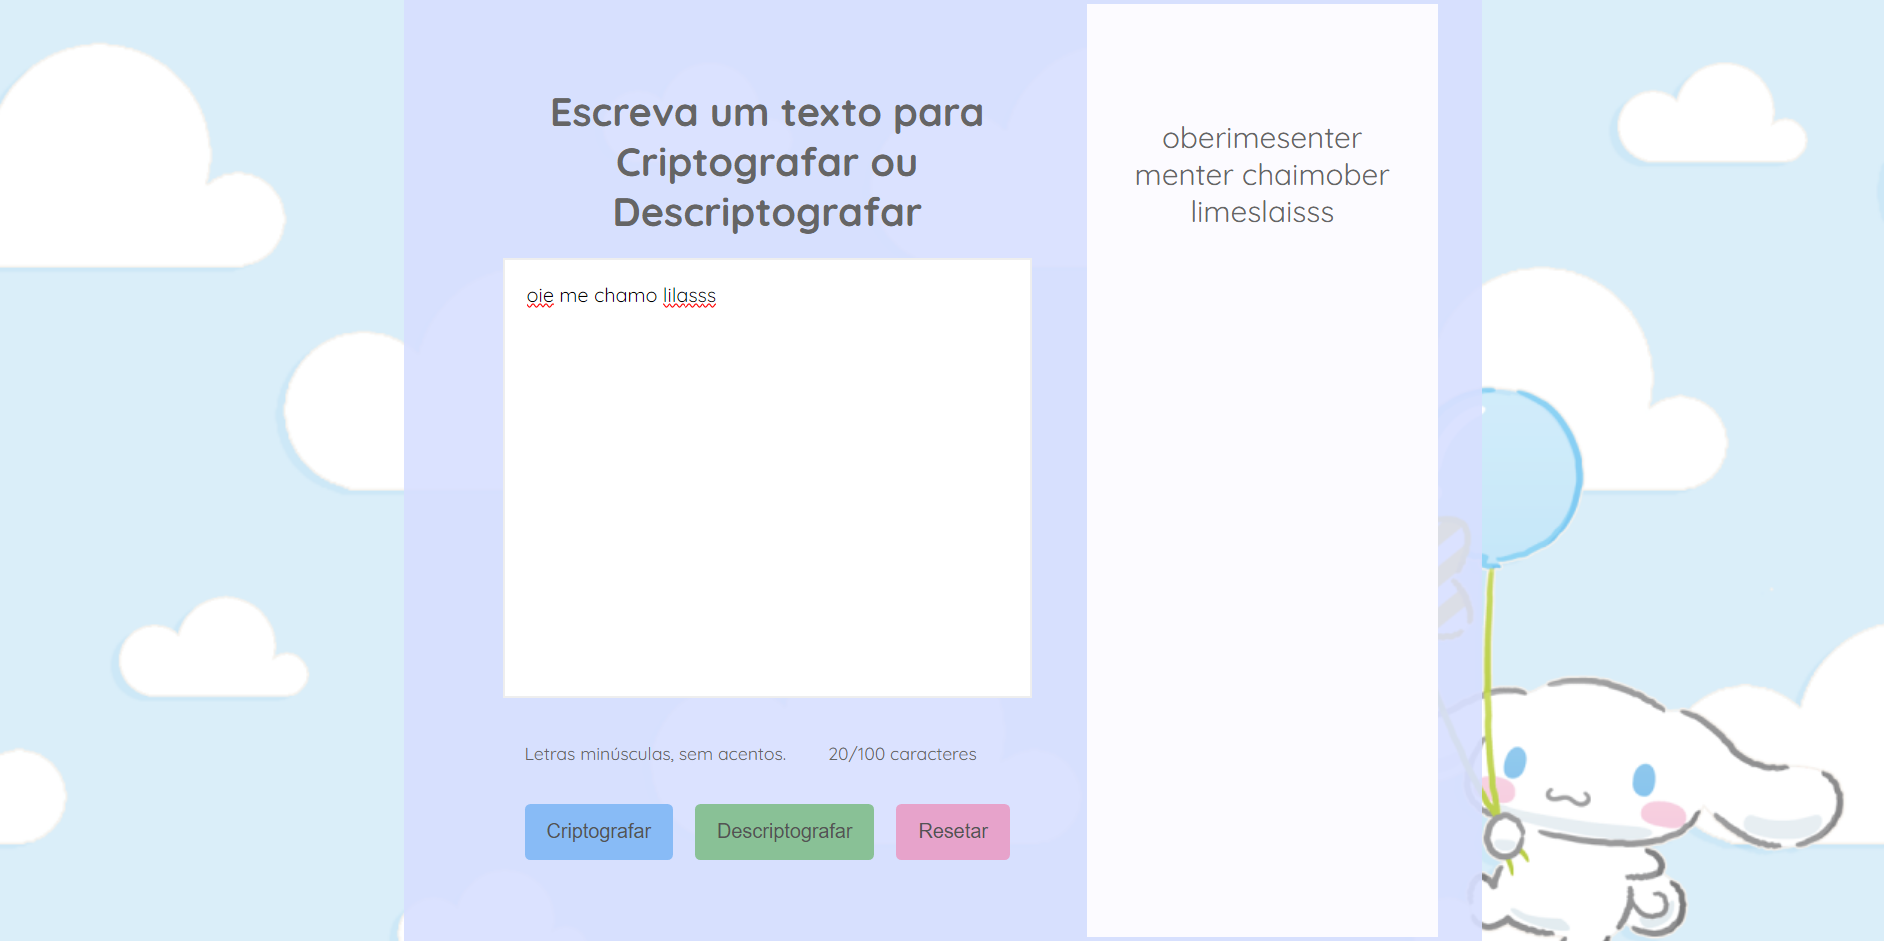 Escreva um texto para
Criptografar ou
Descriptografar
oie me chamo lilasss
Letras minúsculas, sem acentos.
20/100 caracteres
Criptografar
Descriptografar
Resetar
oberimesenter
menter chaimober
limeslaisss